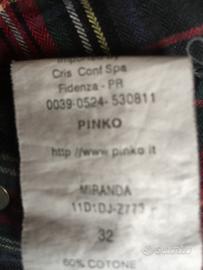 Cris Conf Spa
Fidenza - PR
0039-0524- 530811
PINKO
http://www.pinko.it
MIRANDA
32
60% COTONE